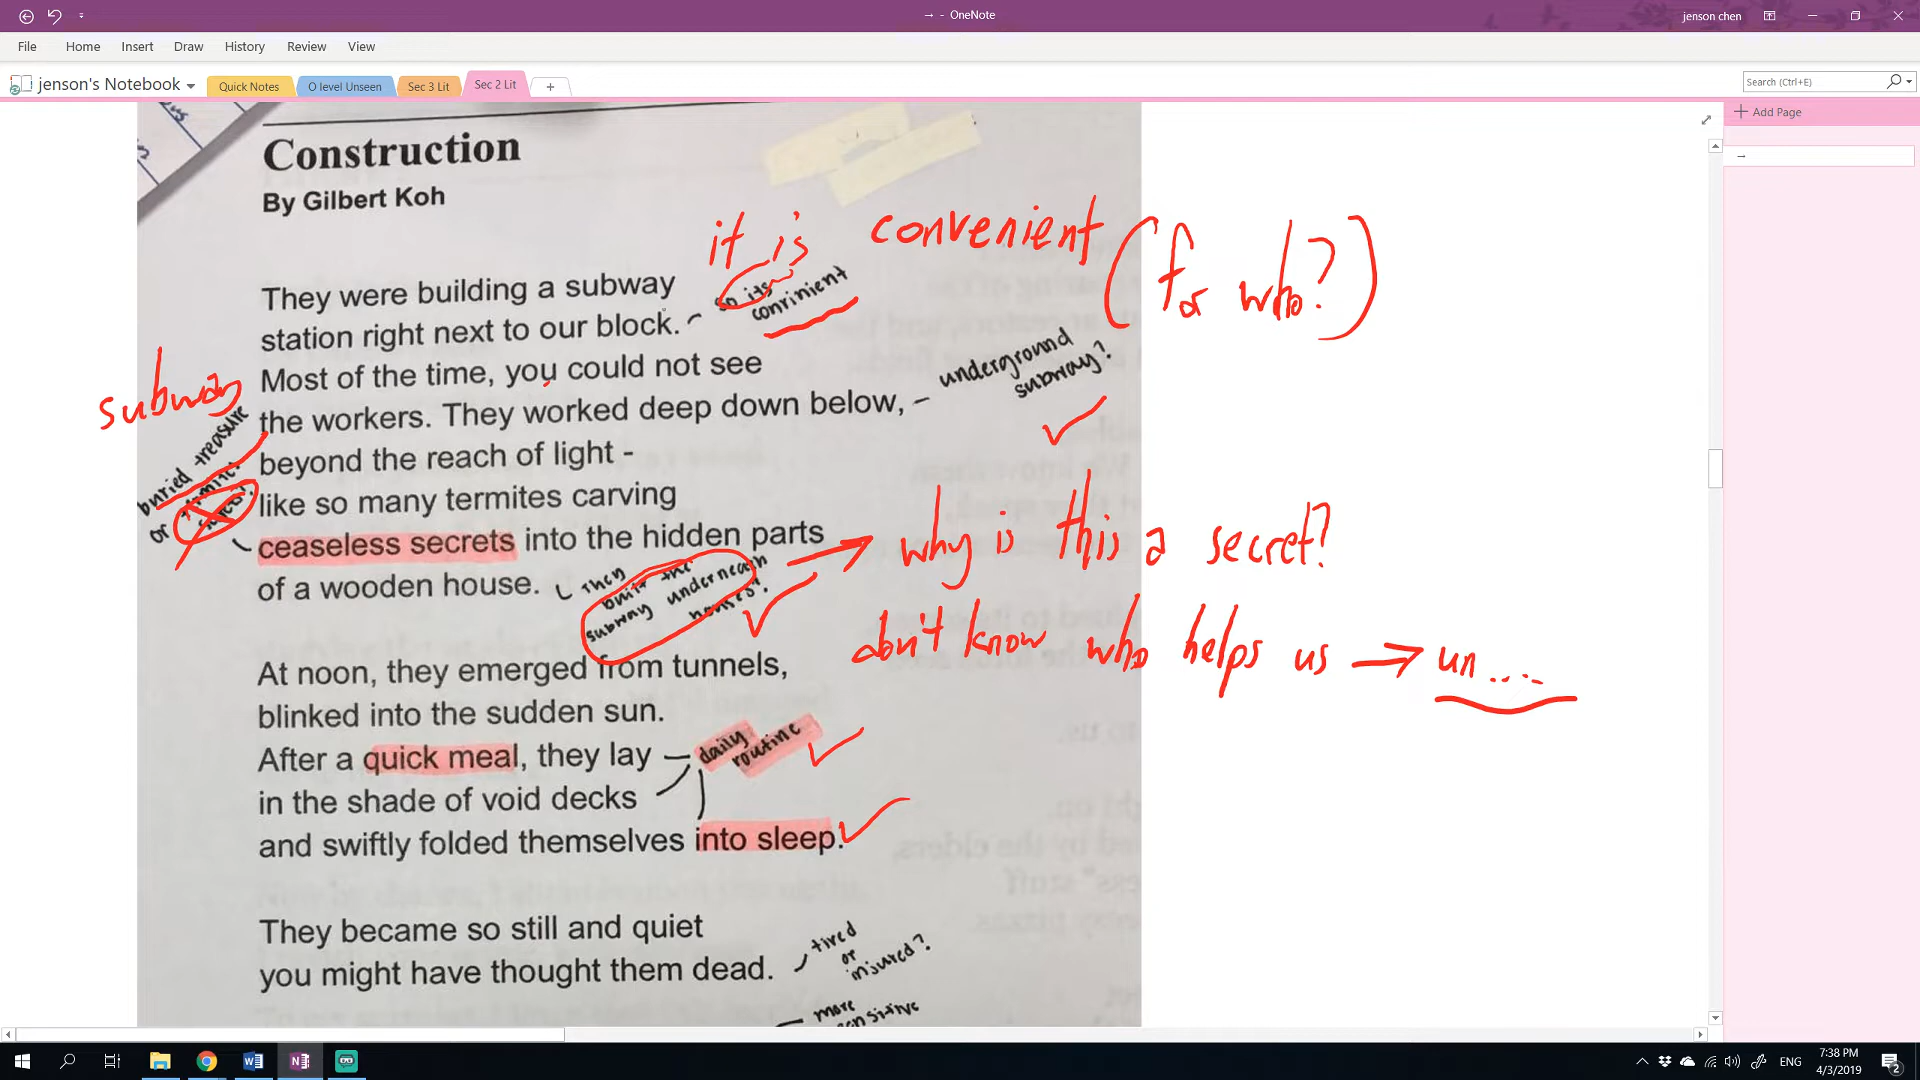 → - OneNote
jenson chen
File Home Insert Draw History Review View
jenson's Notebook Quick Notes O level Unseen Sec 3 Lit Sec 2 Lit +
Search (Ctrl+E)
Add Page
→
Construction
By Gilbert Koh
it is convenient (for who?)
They were building a subway
so its convinient
station right next to our block.
Most of the time, you could not see
underground subway?
subway
the workers. They worked deep down below,
buried treasure
or
beyond the reach of light -
like so many termites carving
ceaseless secrets into the hidden parts
why is this a secret?
of a wooden house.
They built the
subway underneath
houses?
don't know who helps us → un....
At noon, they emerged from tunnels,
blinked into the sudden sun.
After a quick meal, they lay
daily routine
in the shade of void decks
and swiftly folded themselves into sleep.
They became so still and quiet
you might have thought them dead.
tired
or
injured?
more
7:38 PM
ENG
4/3/2019
2